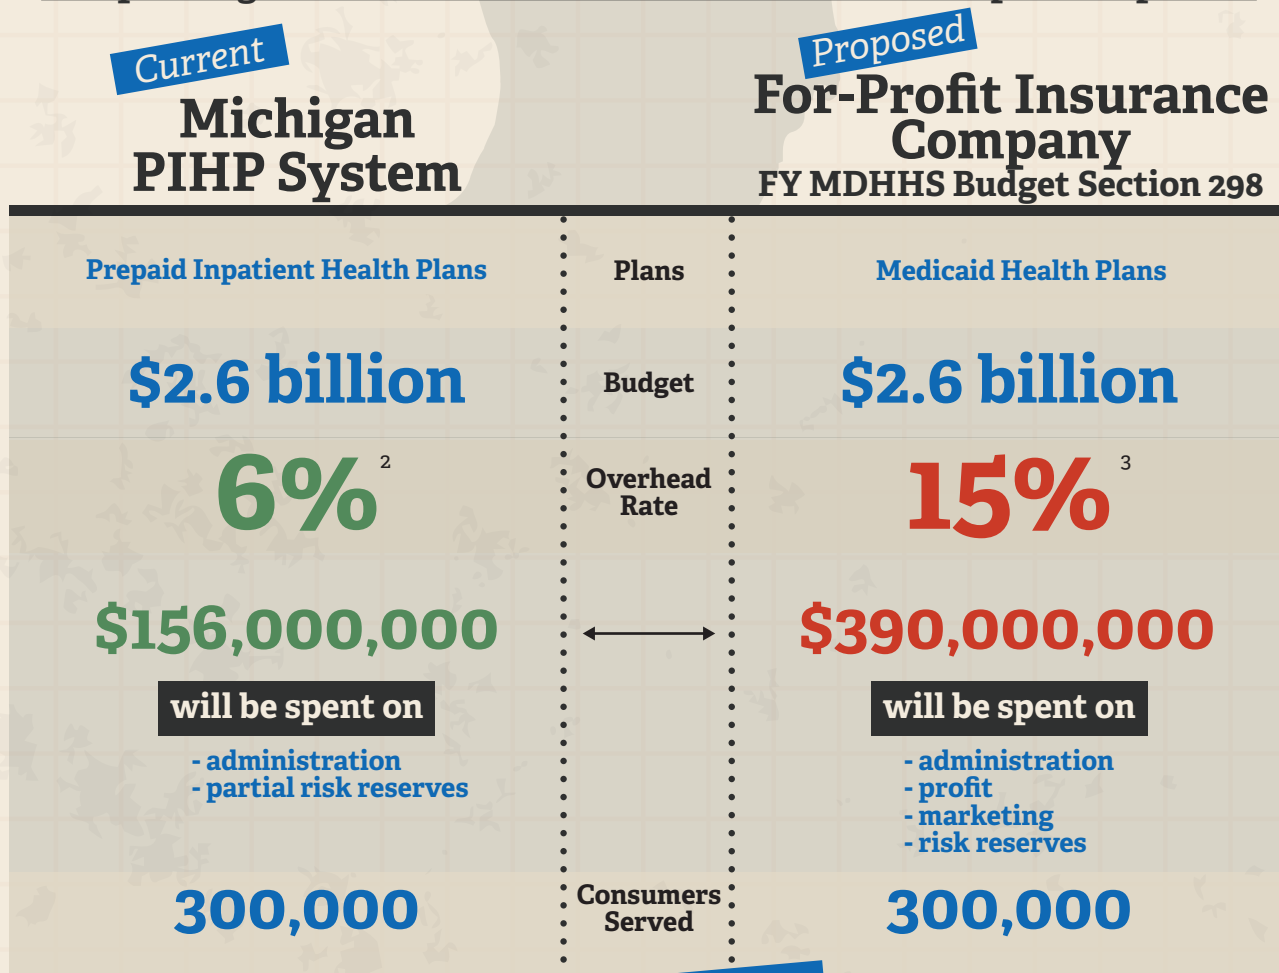 Current
Michigan
PIHP System
Proposed
For-Profit Insurance
Company
FY MDHHS Budget Section 298
Prepaid Inpatient Health Plans
Plans
Medicaid Health Plans
$2.6 billion
Budget
$2.6 billion
6% 2
Overhead
Rate
15% 3
$156,000,000
$390,000,000
will be spent on
- administration
- partial risk reserves
will be spent on
- administration
- profit
- marketing
- risk reserves
300,000
Consumers
Served
300,000